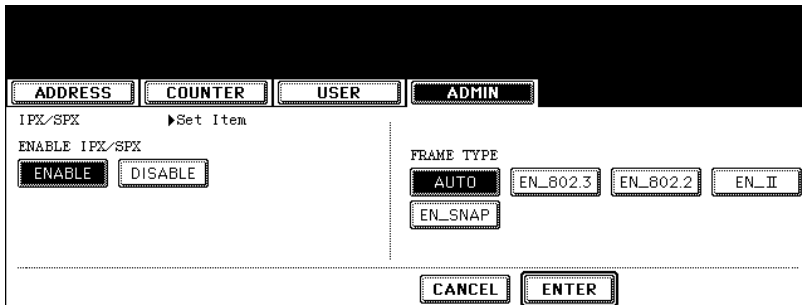 ADDRESS COUNTER USER ADMIN
IPX/SPX ▶Set Item
ENABLE IPX/SPX
ENABLE DISABLE
FRAME TYPE
AUTO EN_802.3 EN_802.2 EN_II
EN_SNAP
CANCEL ENTER